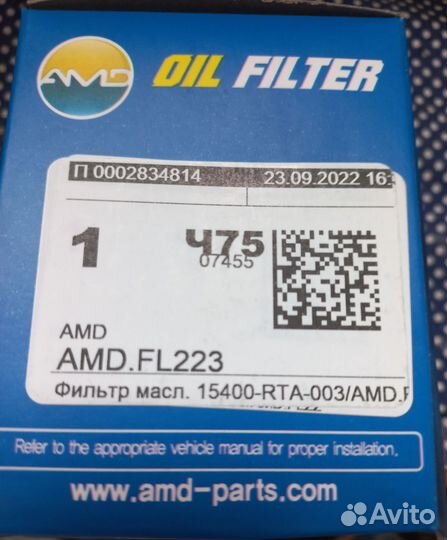 AMD
OIL FILTER
П 0002834814 23.09.2022 16
1 Ч75
07455
AMD
AMD.FL223
Фильтр масл. 15400-RTA-003/AMD.F
Refer to the appropriate vehicle manual for proper installation.
www.amd-parts.com
Avito